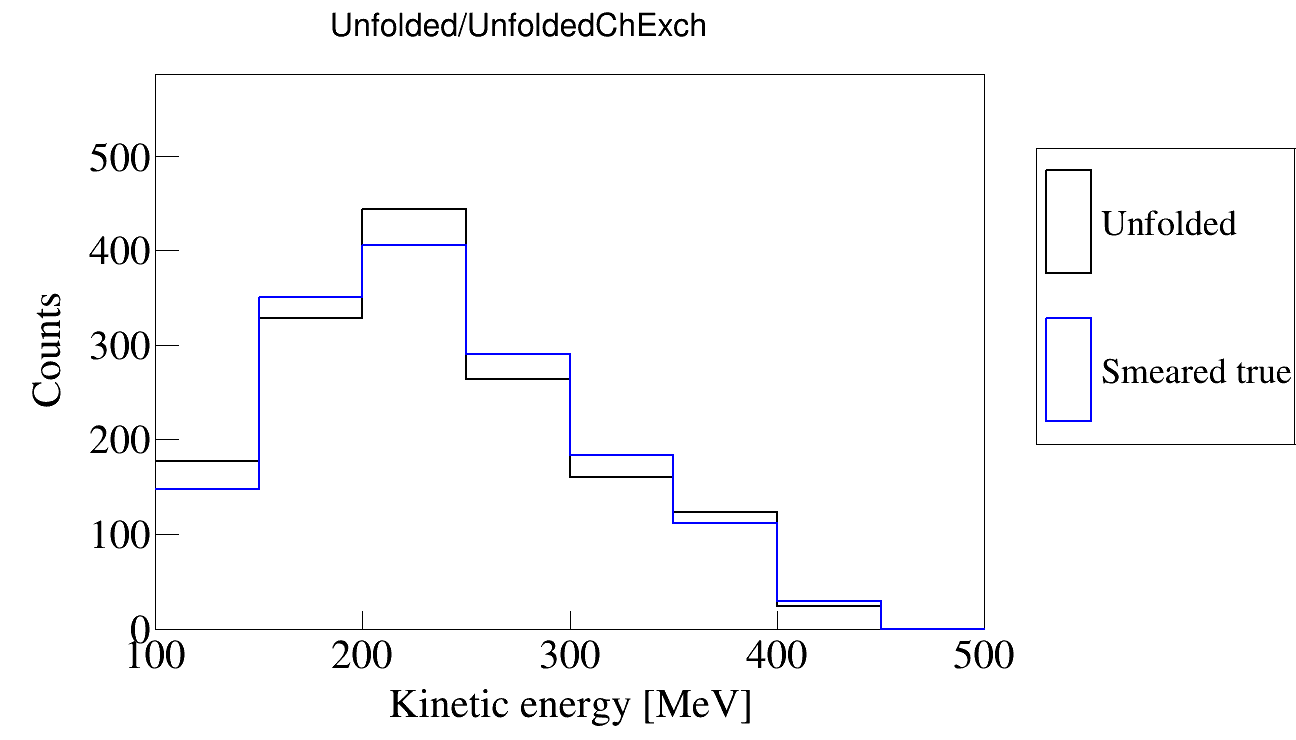 Unfolded/UnfoldedChExch
500
400
300
200
100
0
Counts
100 200 300 400 500
Kinetic energy [MeV]
Unfolded
Smeared true